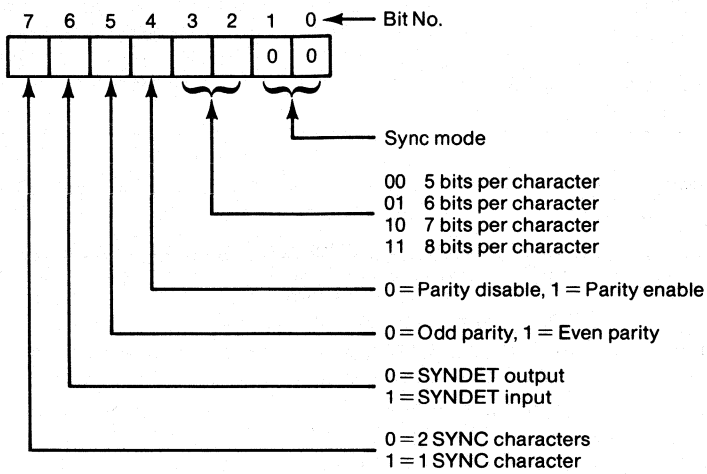 7 6 5 4 3 2 1 0 Bit No.
0 0
Sync mode
00 5 bits per character
01 6 bits per character
10 7 bits per character
11 8 bits per character
0 = Parity disable, 1 = Parity enable
0 = Odd parity, 1 = Even parity
0 = SYNDET output
1 = SYNDET input
0 = 2 SYNC characters
1 = 1 SYNC character